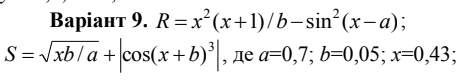 Варіант 9. R = x²(x+1)/b − sin²(x−a);
S = √(xb/a) + |cos(x+b)³|, де a=0,7; b=0,05; x=0,43;